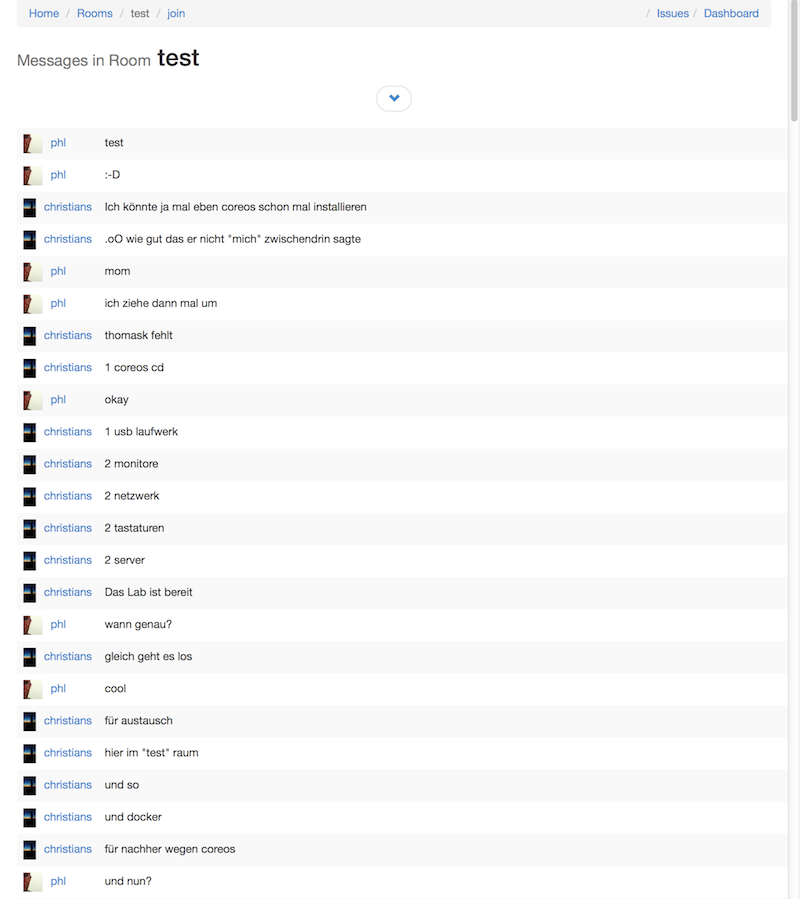 Home / Rooms / test / join / Issues / Dashboard
Messages in Room test
phl test
phl :-D
christians Ich könnte ja mal eben coreos schon mal installieren
christians .oO wie gut das er nicht "mich" zwischendrin sagte
phl mom
phl ich ziehe dann mal um
christians thomask fehlt
christians 1 coreos cd
phl okay
christians 1 usb laufwerk
christians 2 monitore
christians 2 netzwerk
christians 2 tastaturen
christians 2 server
christians Das Lab ist bereit
phl wann genau?
christians gleich geht es los
phl cool
christians für austausch
christians hier im "test" raum
christians und so
christians und docker
christians für nachher wegen coreos
phl und nun?